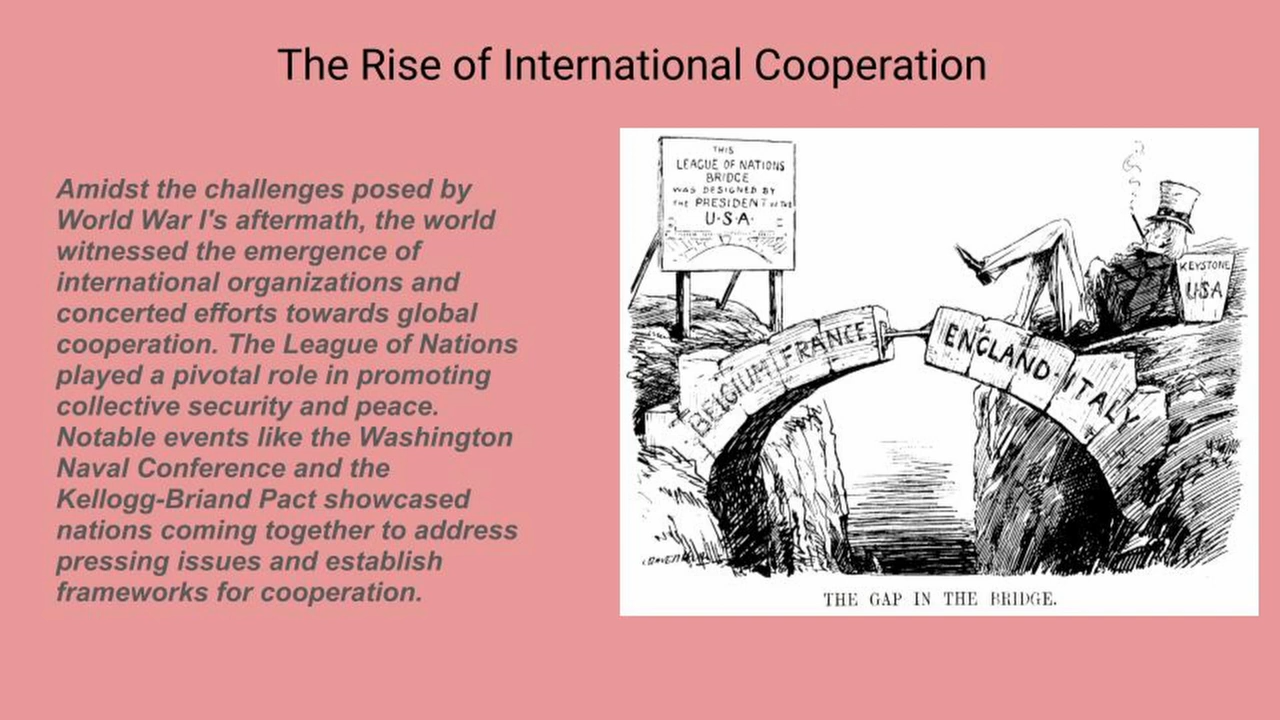 The Rise of International Cooperation
Amidst the challenges posed by
World War I's aftermath, the world
witnessed the emergence of
international organizations and
concerted efforts towards global
cooperation. The League of Nations
played a pivotal role in promoting
collective security and peace.
Notable events like the Washington
Naval Conference and the
Kellogg-Briand Pact showcased
nations coming together to address
pressing issues and establish
frameworks for cooperation.
THIS
LEAGUE OF NATIONS
BRIDGE
WAS DESIGNED BY
THE PRESIDENT OF THE
U·S·A·
KEYSTONE
USA
BELGIUM FRANCE
ENGLAND·ITALY
THE GAP IN THE BRIDGE.